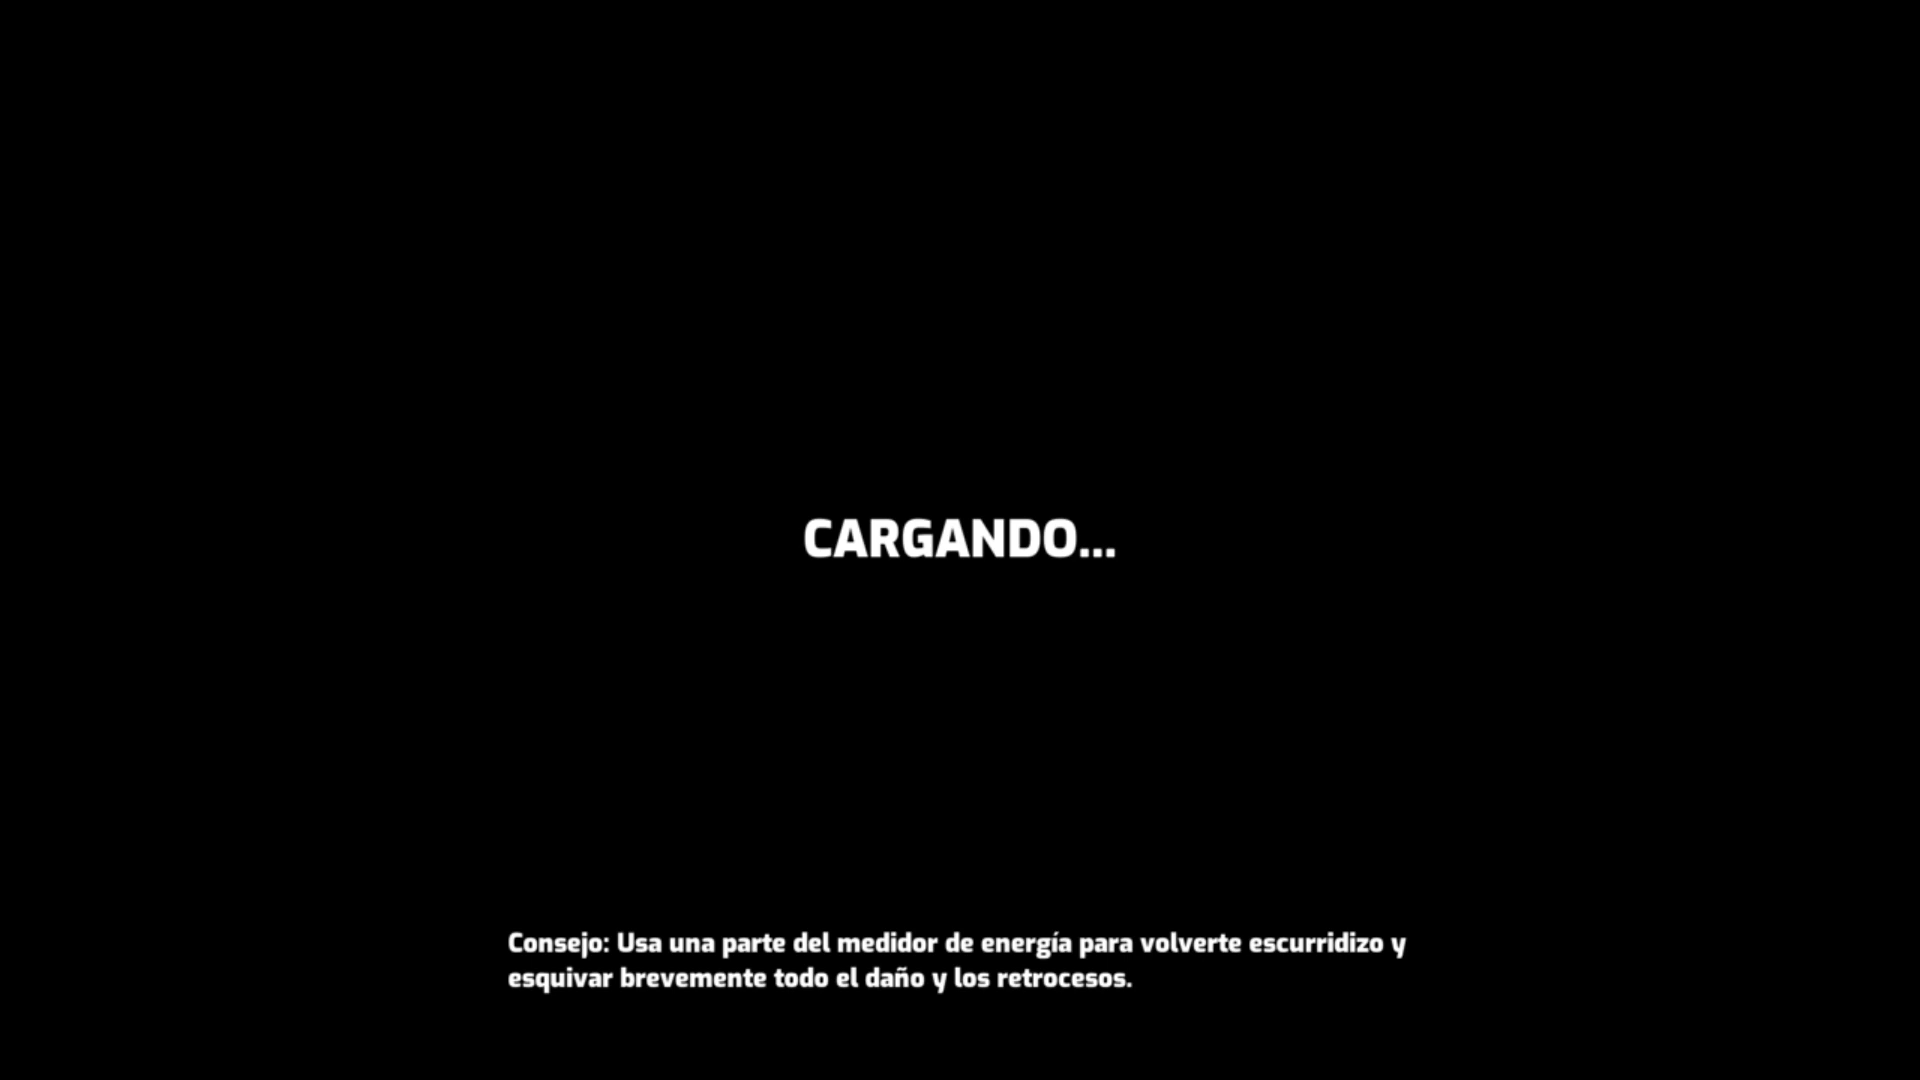 CARGANDO...
Consejo: Usa una parte del medidor de energía para volverte escurridizo y
esquivar brevemente todo el daño y los retrocesos.